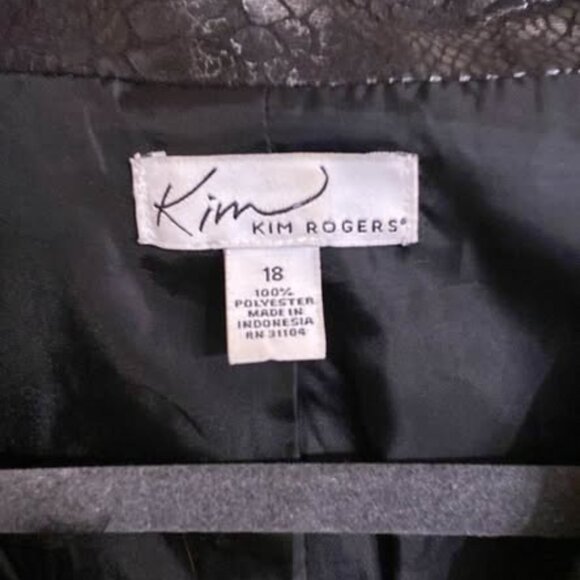 Kim
KIM ROGERS®
18
100%
POLYESTER
MADE IN
INDONESIA
RN 31104